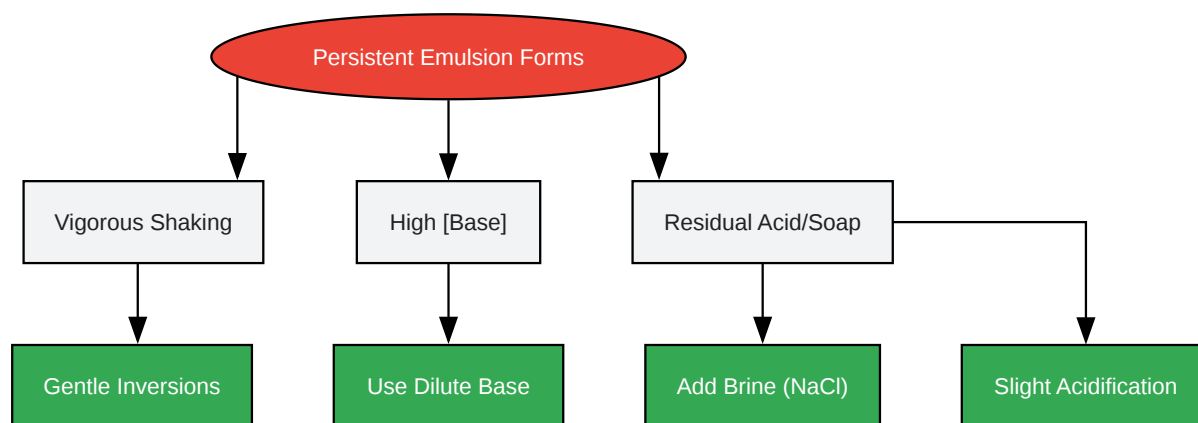 Persistent Emulsion Forms
Vigorous Shaking
High [Base]
Residual Acid/Soap
Gentle Inversions
Use Dilute Base
Add Brine (NaCl)
Slight Acidification